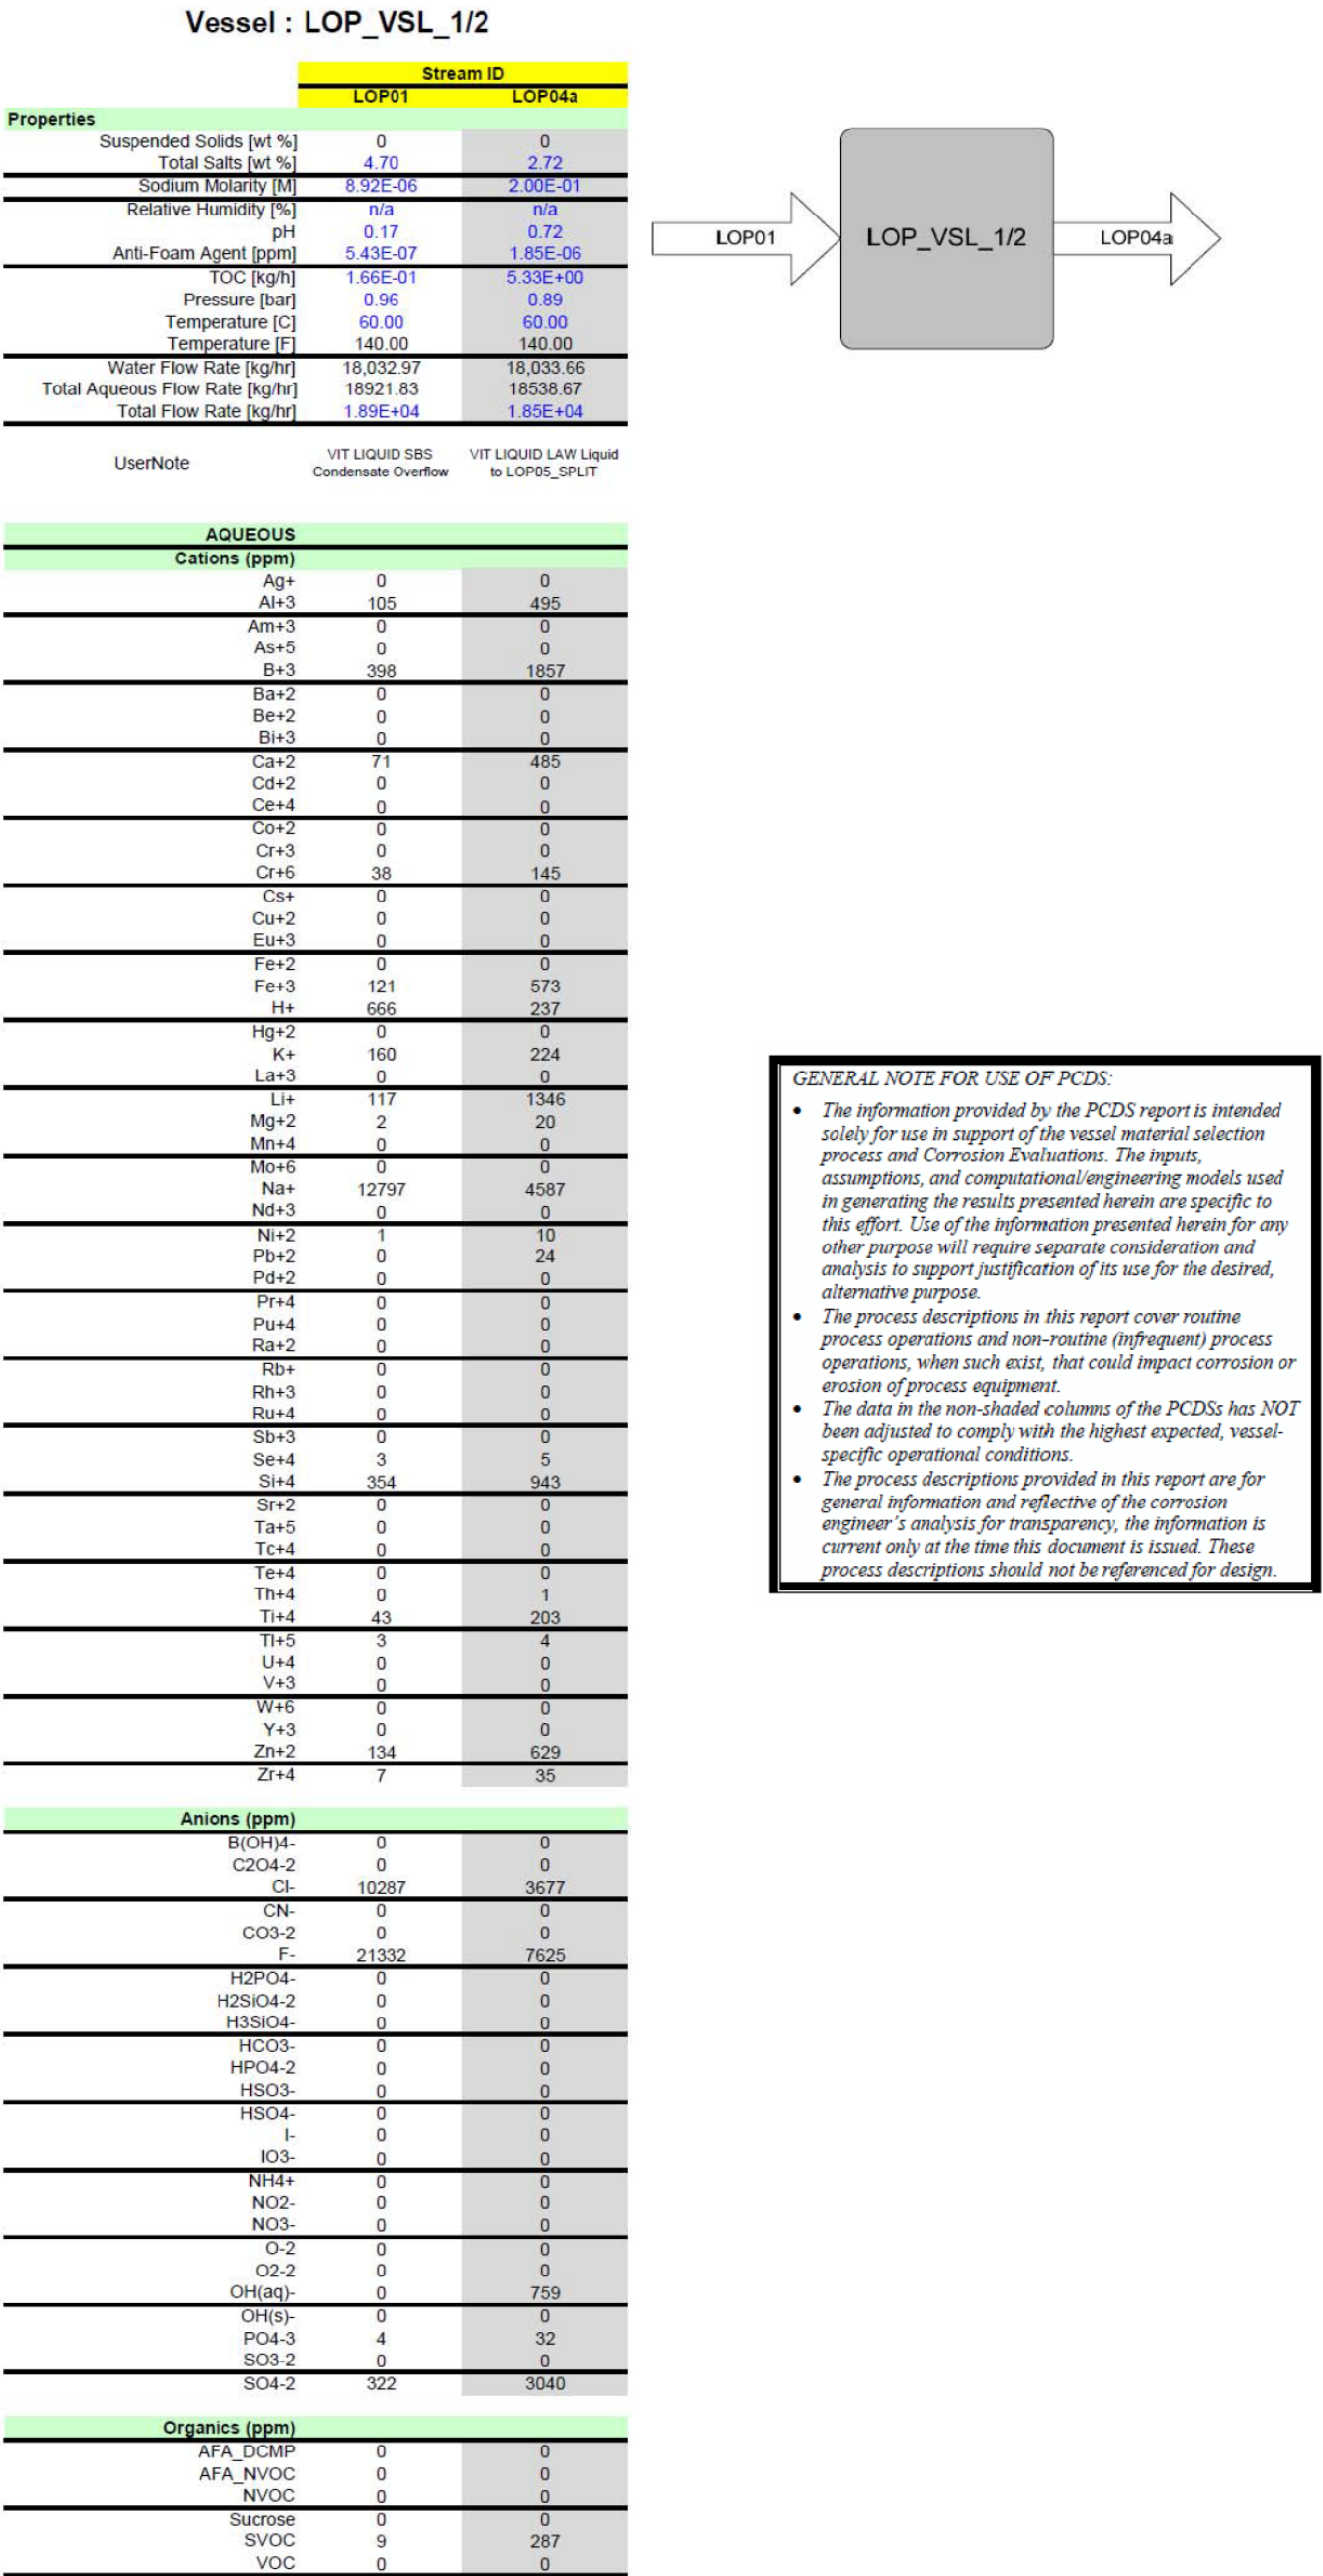 Vessel : LOP_VSL_1/2
Stream ID
LOP01 LOP04a
Properties
Suspended Solids [wt %] 0 0
Total Salts [wt %] 4.70 2.72
Sodium Molarity [M] 8.92E-06 2.00E-01
Relative Humidity [%] n/a n/a
pH 0.17 0.72
Anti-Foam Agent [ppm] 5.43E-07 1.85E-06
TOC [kg/h] 1.66E-01 5.33E+00
Pressure [bar] 0.96 0.89
Temperature [C] 60.00 60.00
Temperature [F] 140.00 140.00
Water Flow Rate [kg/hr] 18,032.97 18,033.66
Total Aqueous Flow Rate [kg/hr] 18921.83 18538.67
Total Flow Rate [kg/hr] 1.89E+04 1.85E+04
UserNote
VIT LIQUID SBS
Condensate Overflow
VIT LIQUID LAW Liquid
to LOP05_SPLIT
LOP01
LOP_VSL_1/2
LOP04a
AQUEOUS
Cations (ppm)
Ag+ 0 0
Al+3 105 495
Am+3 0 0
As+5 0 0
B+3 398 1857
Ba+2 0 0
Be+2 0 0
Bi+3 0 0
Ca+2 71 485
Cd+2 0 0
Ce+4 0 0
Co+2 0 0
Cr+3 0 0
Cr+6 38 145
Cs+ 0 0
Cu+2 0 0
Eu+3 0 0
Fe+2 0 0
Fe+3 121 573
H+ 666 237
Hg+2 0 0
K+ 160 224
La+3 0 0
Li+ 117 1346
Mg+2 2 20
Mn+4 0 0
Mo+6 0 0
Na+ 12797 4587
Nd+3 0 0
Ni+2 1 10
Pb+2 0 24
Pd+2 0 0
Pr+4 0 0
Pu+4 0 0
Ra+2 0 0
Rb+ 0 0
Rh+3 0 0
Ru+4 0 0
Sb+3 0 0
Se+4 3 5
Si+4 354 943
Sr+2 0 0
Ta+5 0 0
Tc+4 0 0
Te+4 0 0
Th+4 0 1
Ti+4 43 203
Tl+5 3 4
U+4 0 0
V+3 0 0
W+6 0 0
Y+3 0 0
Zn+2 134 629
Zr+4 7 35
Anions (ppm)
B(OH)4- 0 0
C2O4-2 0 0
Cl- 10287 3677
CN- 0 0
CO3-2 0 0
F- 21332 7625
H2PO4- 0 0
H2SiO4-2 0 0
H3SiO4- 0 0
HCO3- 0 0
HPO4-2 0 0
HSO3- 0 0
HSO4- 0 0
I- 0 0
IO3- 0 0
NH4+ 0 0
NO2- 0 0
NO3- 0 0
O-2 0 0
O2-2 0 0
OH(aq)- 0 759
OH(s)- 0 0
PO4-3 4 32
SO3-2 0 0
SO4-2 322 3040
Organics (ppm)
AFA_DCMP 0 0
AFA_NVOC 0 0
NVOC 0 0
Sucrose 0 0
SVOC 9 287
VOC 0 0
GENERAL NOTE FOR USE OF PCDS:
• The information provided by the PCDS report is intended
solely for use in support of the vessel material selection
process and Corrosion Evaluations. The inputs,
assumptions, and computational/engineering models used
in generating the results presented herein are specific to
this effort. Use of the information presented herein for any
other purpose will require separate consideration and
analysis to support justification of its use for the desired,
alternative purpose.
• The process descriptions in this report cover routine
process operations and non-routine (infrequent) process
operations, when such exist, that could impact corrosion or
erosion of process equipment.
• The data in the non-shaded columns of the PCDSs has NOT
been adjusted to comply with the highest expected, vessel-
specific operational conditions.
• The process descriptions provided in this report are for
general information and reflective of the corrosion
engineer's analysis for transparency, the information is
current only at the time this document is issued. These
process descriptions should not be referenced for design.